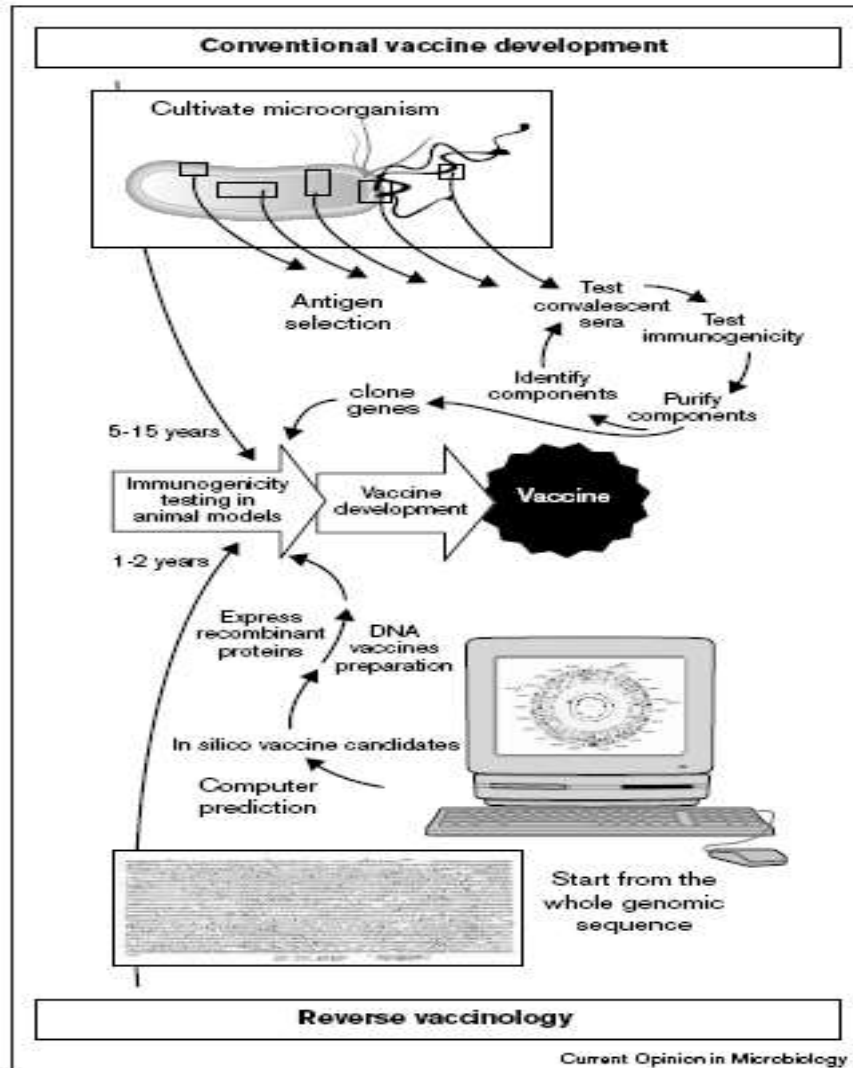 Conventional vaccine development
Cultivate microorganism
Antigen
selection
Test
convalescent
sera
Test
immunogenicity
Identify
components
Purify
components
clone
genes
5-15 years
Immunogenicity
testing in
animal models
Vaccine
development
Vaccine
1-2 years
Express
recombinant
proteins
DNA
vaccines
preparation
In silico vaccine candidates
Computer
prediction
Start from the
whole genomic
sequence
Reverse vaccinology
Current Opinion in Microbiology